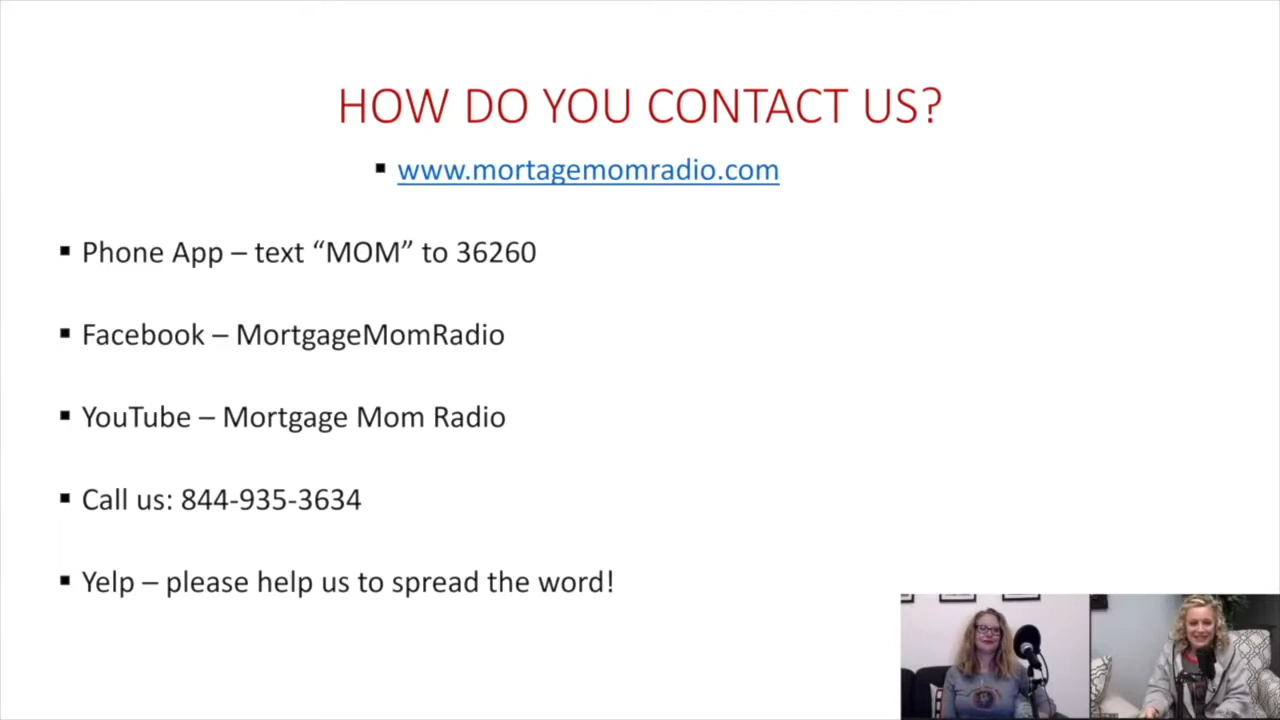 HOW DO YOU CONTACT US?
▪ www.mortagemomradio.com
▪ Phone App – text “MOM” to 36260
▪ Facebook – MortgageMomRadio
▪ YouTube – Mortgage Mom Radio
▪ Call us: 844-935-3634
▪ Yelp – please help us to spread the word!